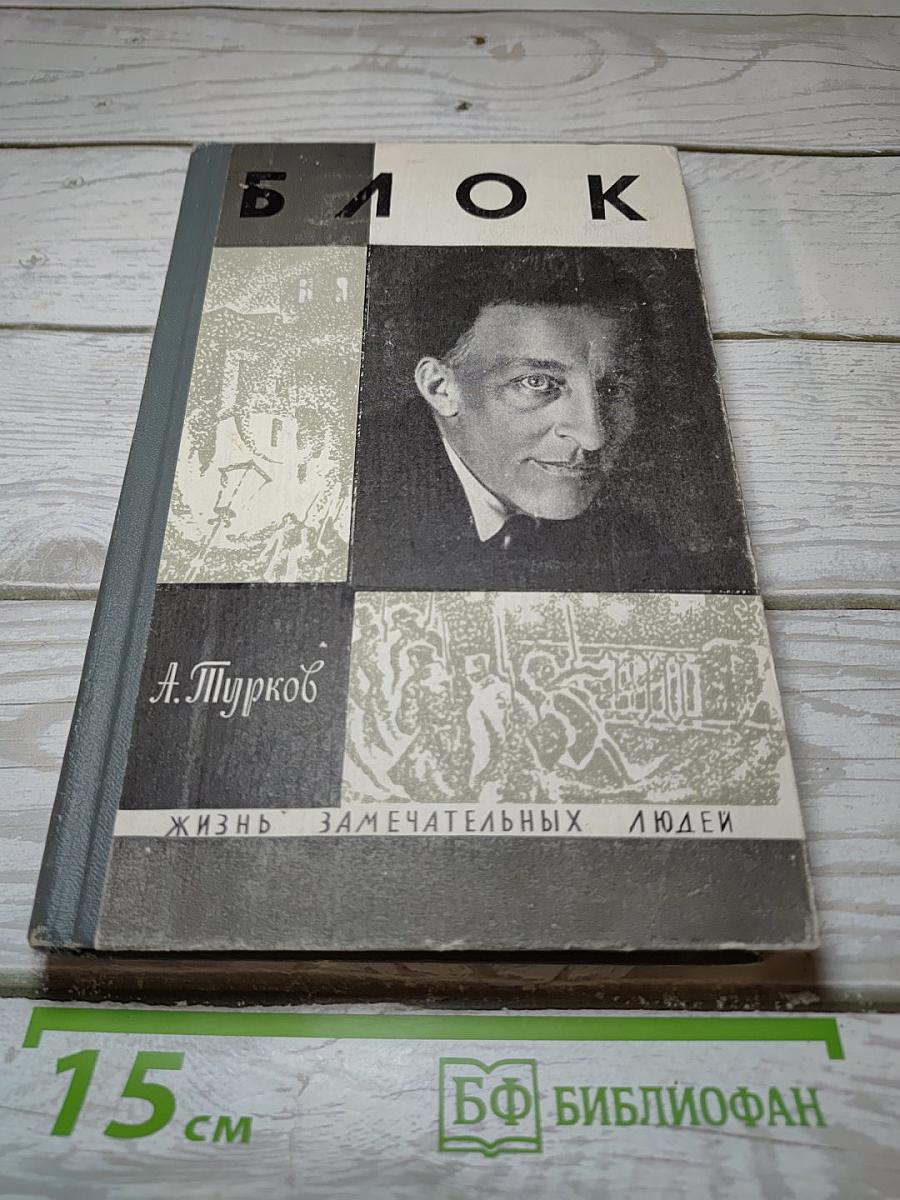 БЛОК
А. Турков
ЖИЗНЬ ЗАМЕЧАТЕЛЬНЫХ ЛЮДЕЙ
15 см
БФ БИБЛИОФАН